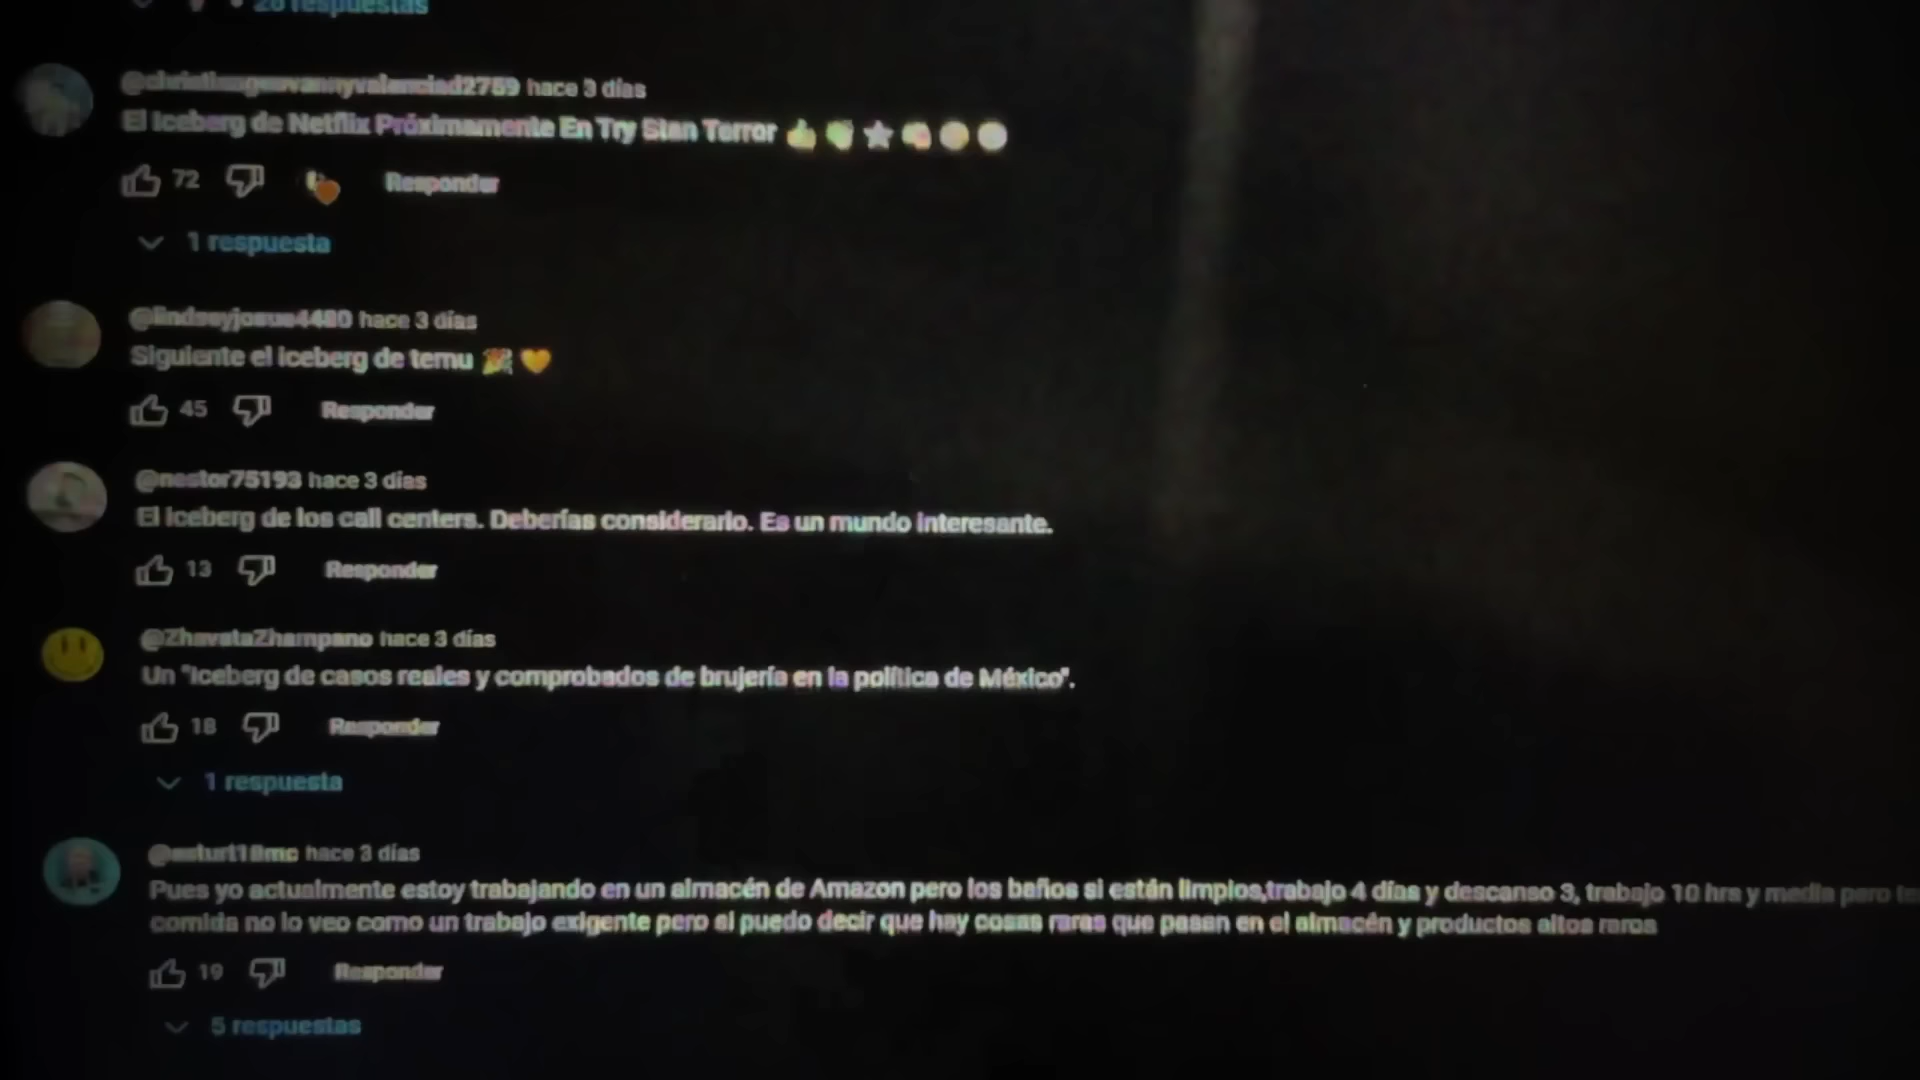 28 respuestas
hace 3 días
El Iceberg de Netflix Próximamente En Try Stan Terror
72 Responder
1 respuesta
@lindseyjosue4480 hace 3 días
Siguiente el iceberg de temu 🎉 💛
45 Responder
@nestor75193 hace 3 días
El iceberg de los call centers. Deberías considerarlo. Es un mundo interesante.
13 Responder
@ZhavataZhampano hace 3 días
Un "Iceberg de casos reales y comprobados de brujería en la política de México".
18 Responder
1 respuesta
hace 3 días
Pues yo actualmente estoy trabajando en un almacén de Amazon pero los baños si están limpios,trabajo 4 días y descanso 3, trabajo 10 hrs y media pero
comida no lo veo como un trabajo exigente pero si puedo decir que hay cosas raras que pasan en el almacén y productos altos raros
19 Responder
5 respuestas